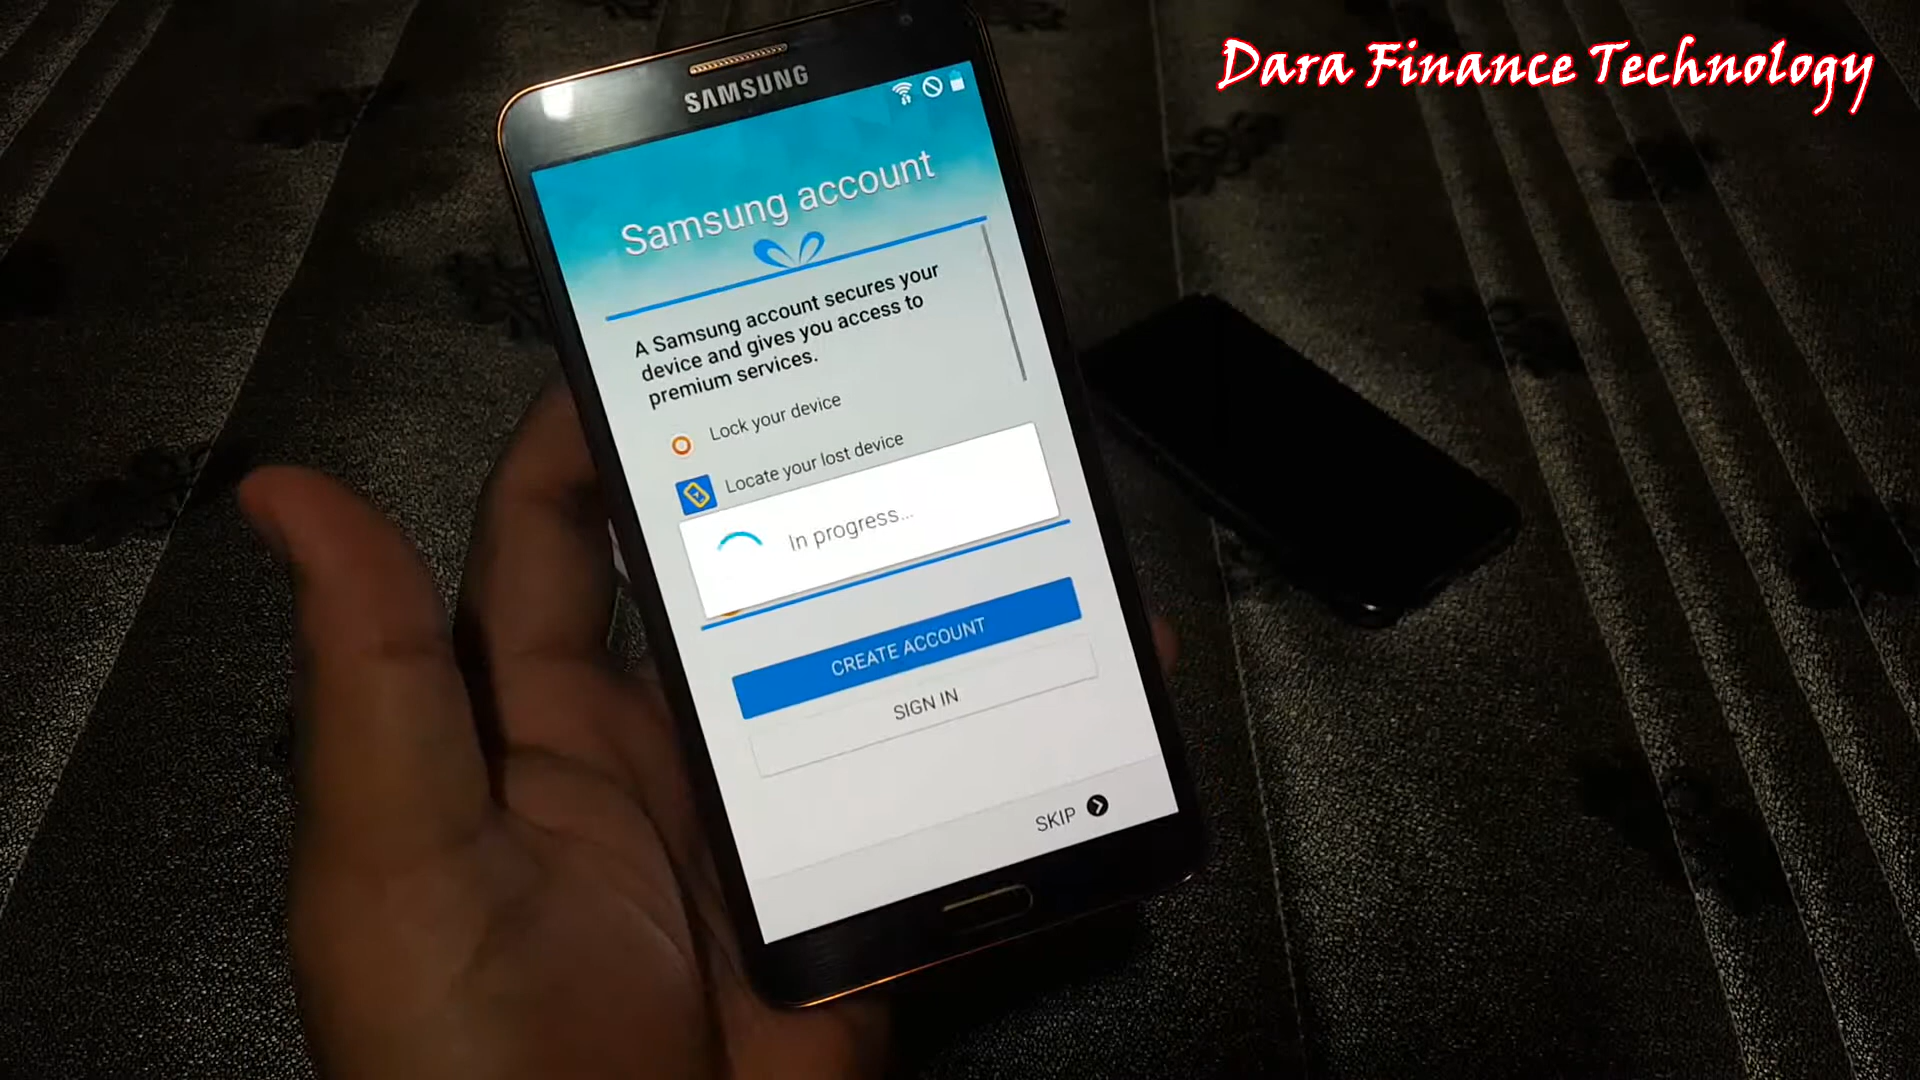 Dara Finance Technology
SAMSUNG
Samsung account
A Samsung account secures your
device and gives you access to
premium services.
Lock your device
Locate your lost device
In progress...
CREATE ACCOUNT
SIGN IN
SKIP